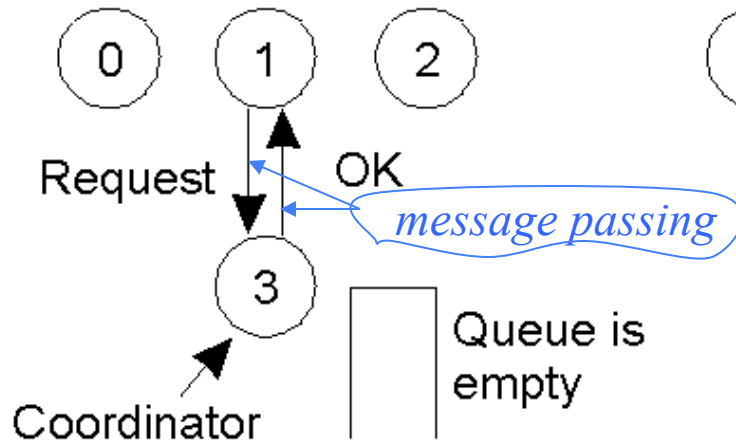 0
1
2
Request
OK
message passing
3
Queue is
empty
Coordinator